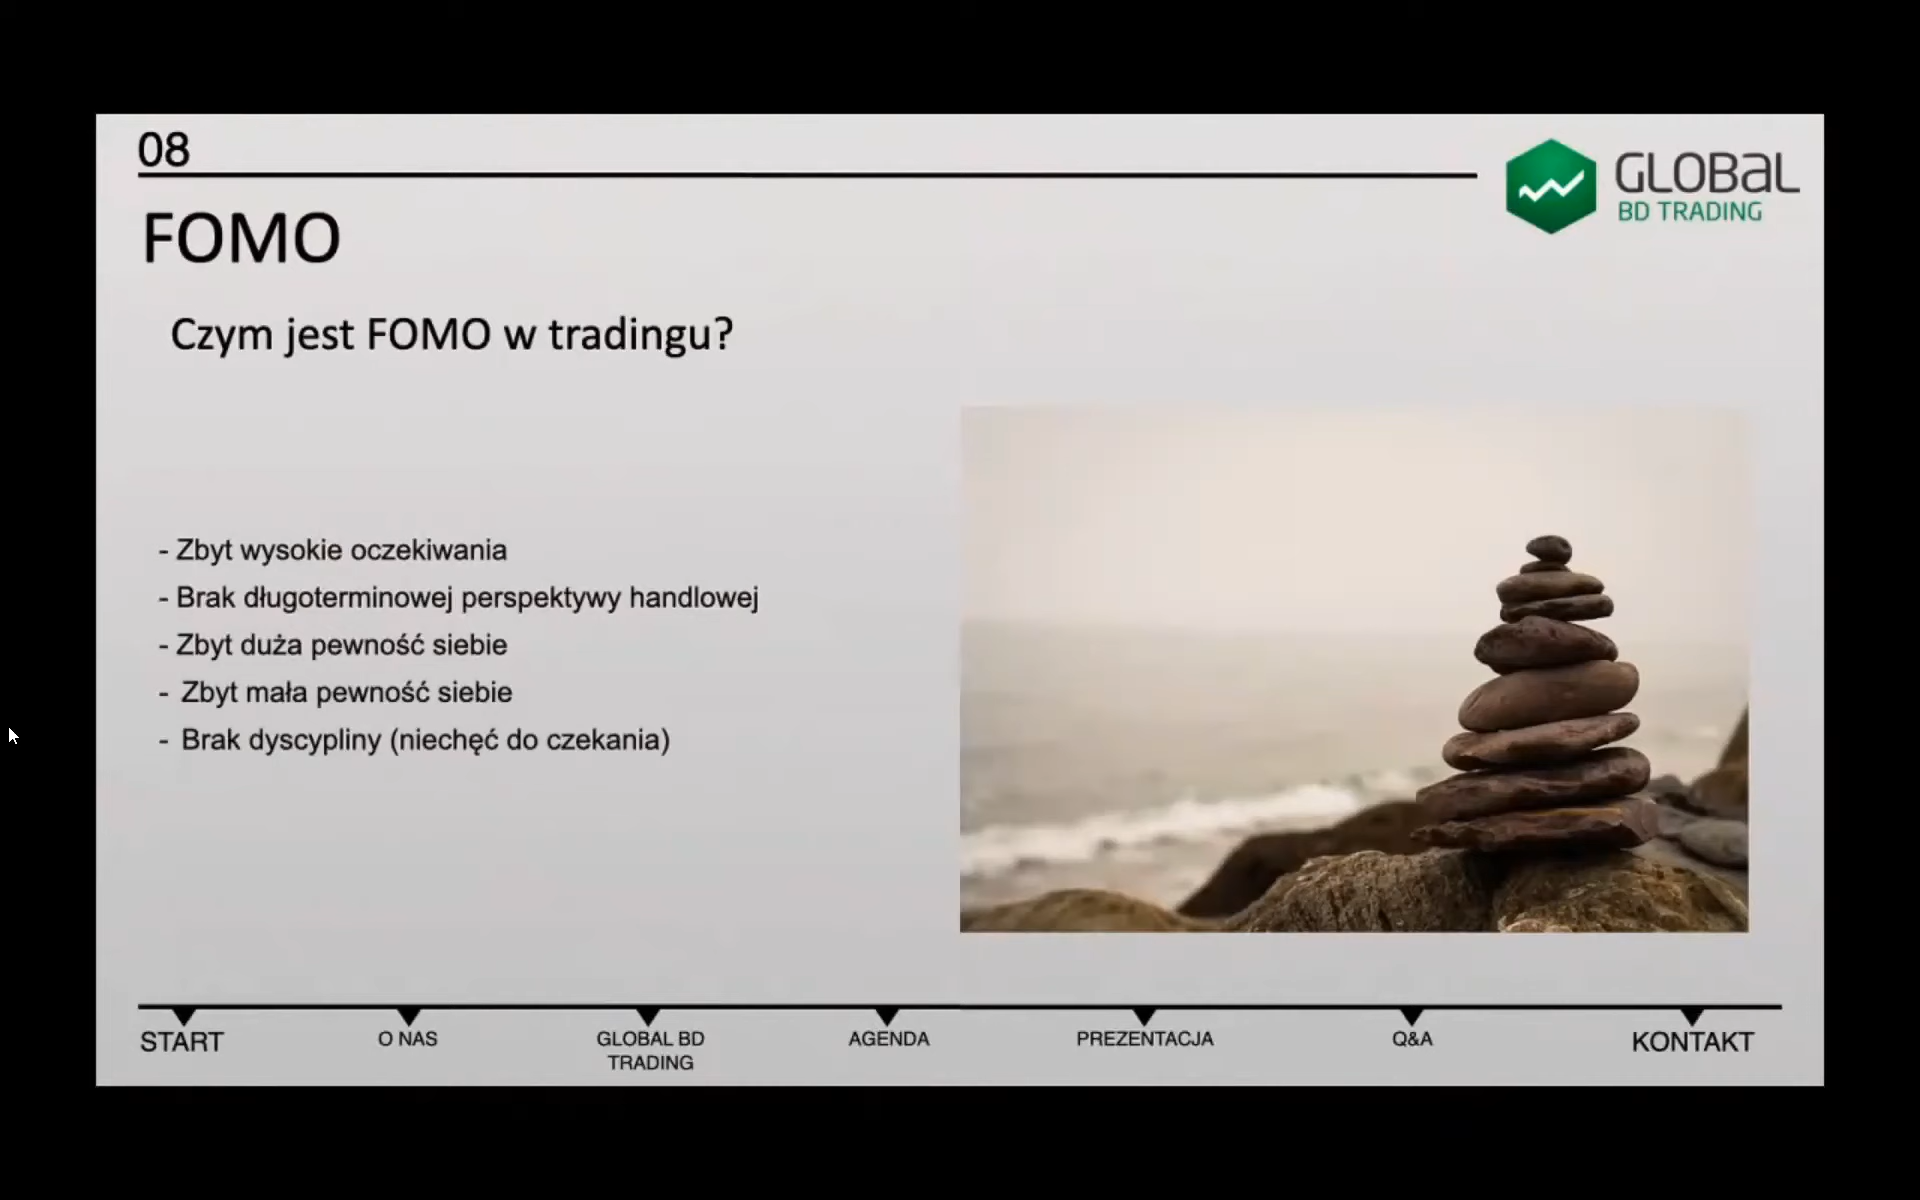 08
GLOBAL
BD TRADING
FOMO
Czym jest FOMO w tradingu?
- Zbyt wysokie oczekiwania
- Brak długoterminowej perspektywy handlowej
- Zbyt duża pewność siebie
- Zbyt mała pewność siebie
- Brak dyscypliny (niechęć do czekania)
START
O NAS
GLOBAL BD
TRADING
AGENDA
PREZENTACJA
Q&A
KONTAKT